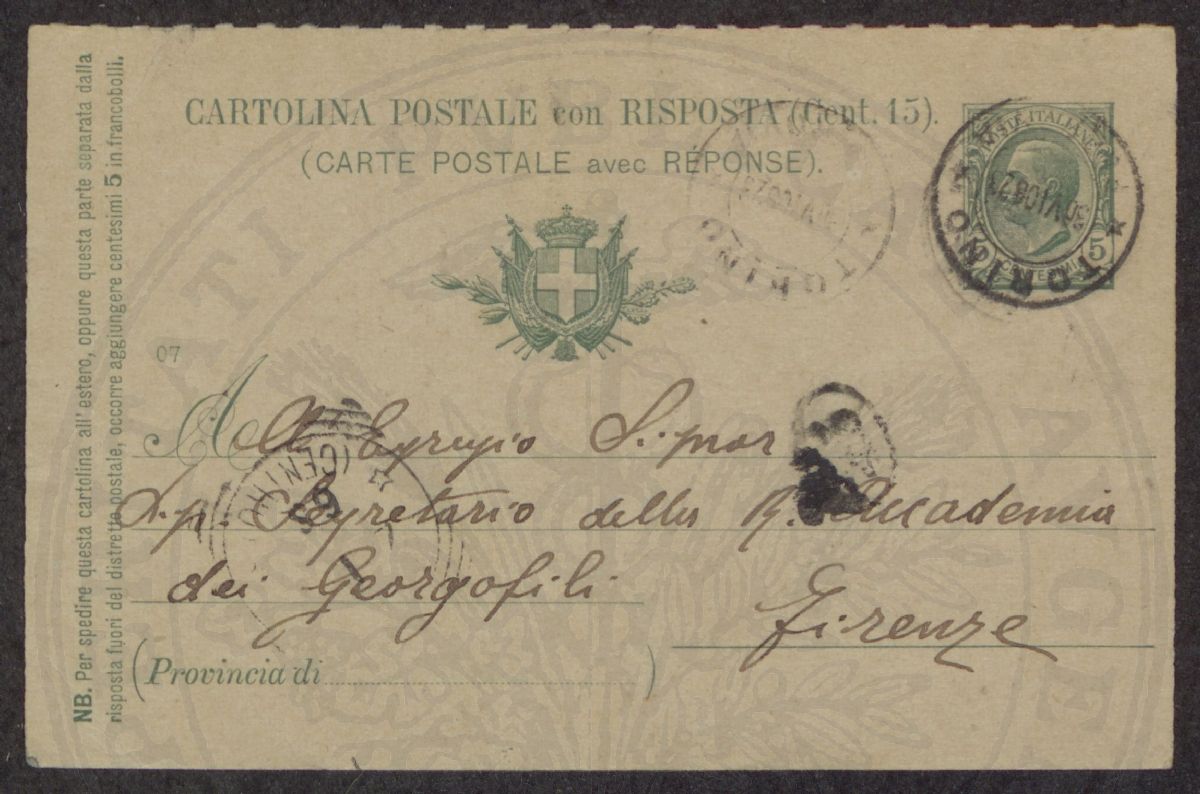 CARTOLINA POSTALE con RISPOSTA (Cent. 15).
(CARTE POSTALE avec RÉPONSE).
POSTE ITALIANE
5
TORINO
TORINO
07
All Egregio Signor
Segretario della R. Accademia
dei Georgofili
Firenze
(Provincia di )
(CENTRO
NB. Per spedire questa cartolina all'estero, oppure questa parte separata dalla
risposta fuori del distretto postale, occorre aggiungere centesimi 5 in francobolli.